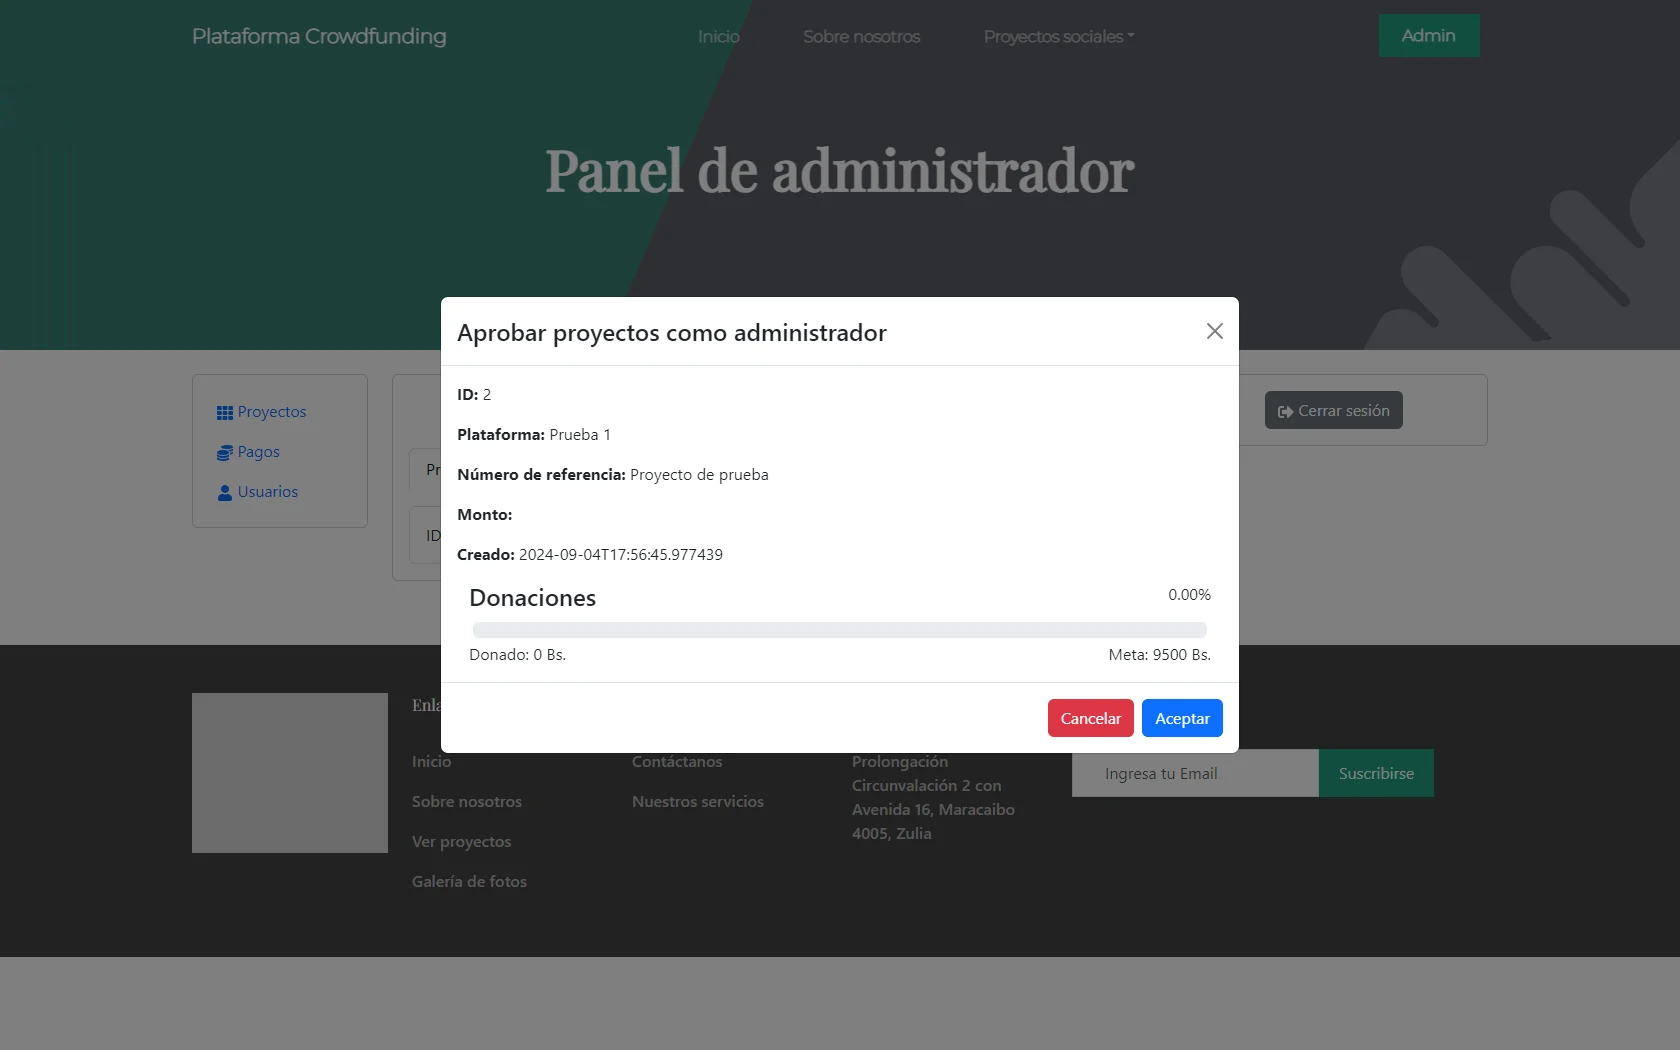 Plataforma Crowdfunding
Inicio
Sobre nosotros
Proyectos sociales
Admin
Panel de administrador
Aprobar proyectos como administrador
ID: 2
Plataforma: Prueba 1
Número de referencia: Proyecto de prueba
Monto:
Creado: 2024-09-04T17:56:45.977439
Donaciones
0.00%
Donado: 0 Bs.
Meta: 9500 Bs.
Cancelar
Aceptar
Proyectos
Pagos
Usuarios
Pr
ID
Cerrar sesión
Enla
Inicio
Sobre nosotros
Ver proyectos
Galería de fotos
Contáctanos
Nuestros servicios
Prolongación
Circunvalación 2 con
Avenida 16, Maracaibo
4005, Zulia
Ingresa tu Email
Suscribirse